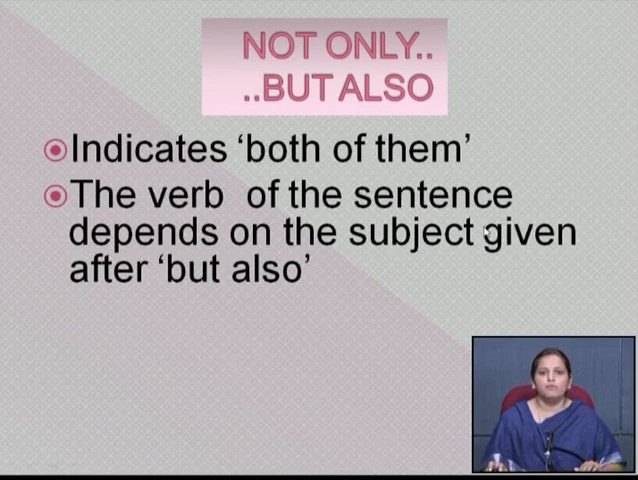 NOT ONLY..
..BUT ALSO
Indicates ‘both of them’
The verb of the sentence
depends on the subject given
after ‘but also’